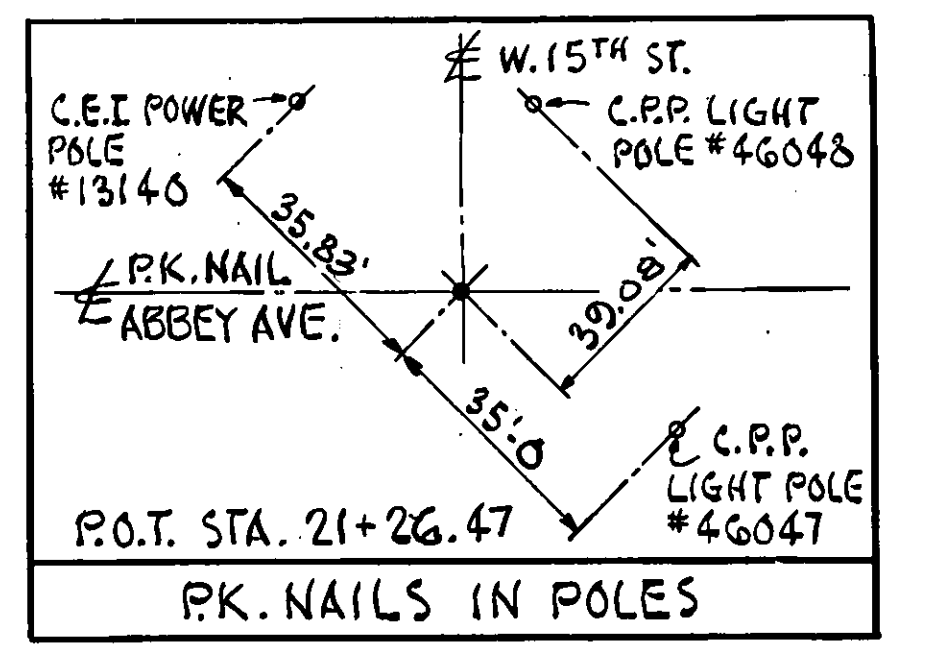 ℄ W. 15TH ST.
C.E.I POWER
POLE
#13140
C.P.P. LIGHT
POLE #46048
35.83'
39.08'
℄ P.K. NAIL
ABBEY AVE.
35'-0
C.P.P.
LIGHT POLE
#46047
P.O.T. STA. 21+26.47
P.K. NAILS IN POLES